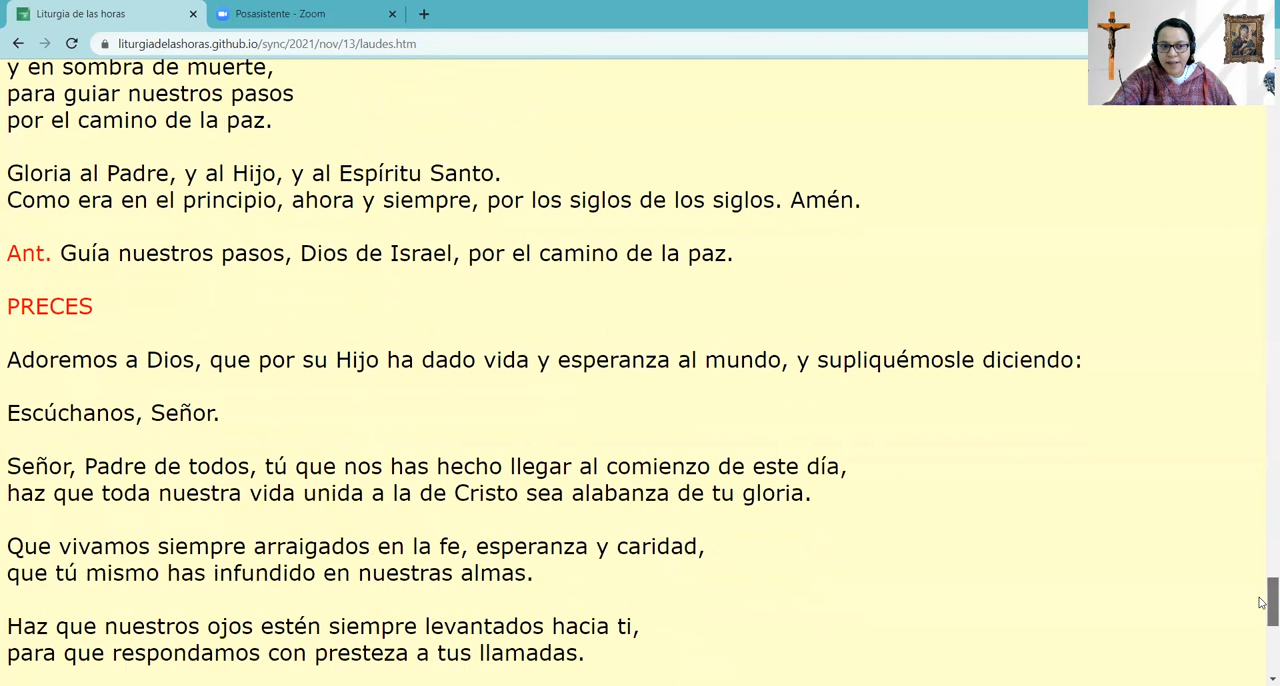 Liturgia de las horas
Posasistente - Zoom
liturgiadelashoras.github.io/sync/2021/nov/13/laudes.htm
y en sombra de muerte,
para guiar nuestros pasos
por el camino de la paz.
Gloria al Padre, y al Hijo, y al Espíritu Santo.
Como era en el principio, ahora y siempre, por los siglos de los siglos. Amén.
Ant. Guía nuestros pasos, Dios de Israel, por el camino de la paz.
PRECES
Adoremos a Dios, que por su Hijo ha dado vida y esperanza al mundo, y supliquémosle diciendo:
Escúchanos, Señor.
Señor, Padre de todos, tú que nos has hecho llegar al comienzo de este día,
haz que toda nuestra vida unida a la de Cristo sea alabanza de tu gloria.
Que vivamos siempre arraigados en la fe, esperanza y caridad,
que tú mismo has infundido en nuestras almas.
Haz que nuestros ojos estén siempre levantados hacia ti,
para que respondamos con presteza a tus llamadas.